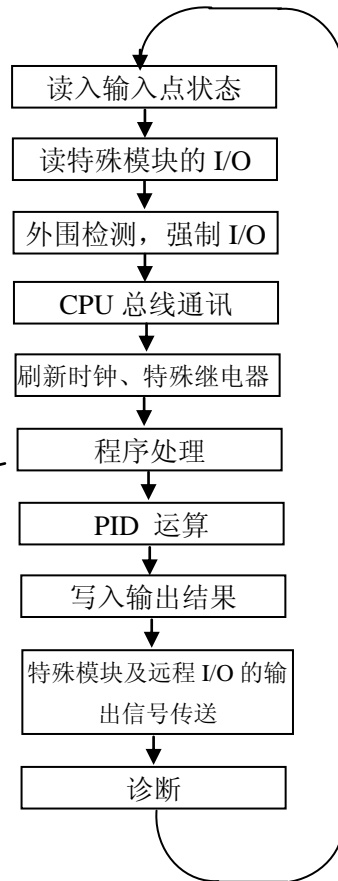 读入输入点状态
读特殊模块的 I/O
外围检测，强制 I/O
CPU 总线通讯
刷新时钟、特殊继电器
程序处理
PID 运算
写入输出结果
特殊模块及远程 I/O 的输
出信号传送
诊断